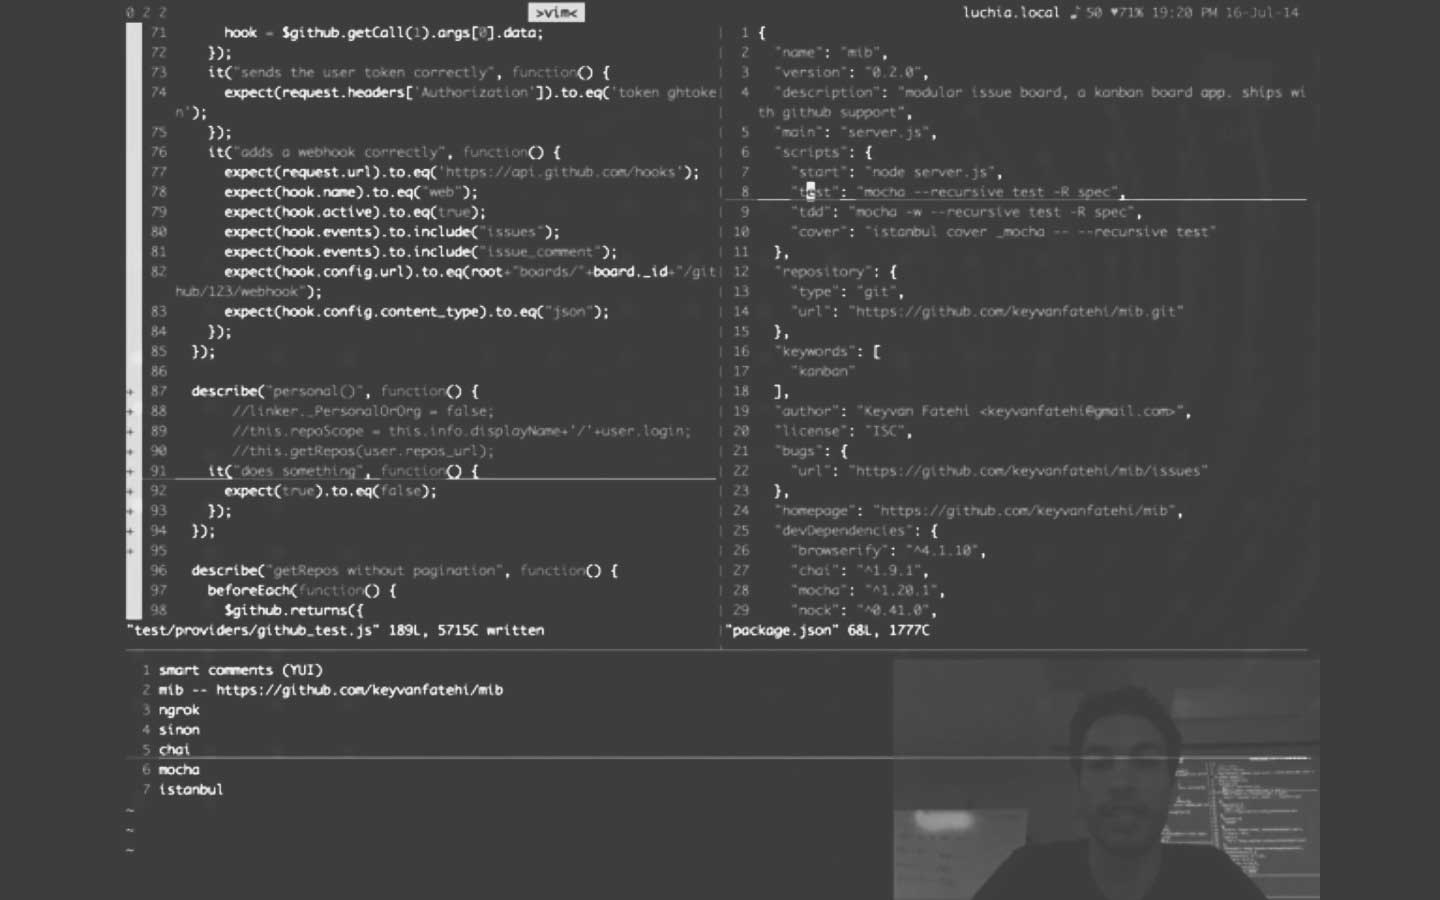 0 2 2 >vim< luchia.local 50 ♥71% 19:20 PM 16-Jul-14
71 hook = $github.getCall(1).args[0].data;
72 });
73 it("sends the user token correctly", function() {
74 expect(request.headers['Authorization']).to.eq('token ghtoke
n');
75 });
76 it("adds a webhook correctly", function() {
77 expect(request.url).to.eq('https://api.github.com/hooks');
78 expect(hook.name).to.eq("web");
79 expect(hook.active).to.eq(true);
80 expect(hook.events).to.include("issues");
81 expect(hook.events).to.include("issue_comment");
82 expect(hook.config.url).to.eq(root+"boards/"+board._id+"/git
hub/123/webhook");
83 expect(hook.config.content_type).to.eq("json");
84 });
85 });
86
+ 87 describe("personal()", function() {
+ 88 //linker._PersonalOrOrg = false;
+ 89 //this.repoScope = this.info.displayName+'/'+user.login;
+ 90 //this.getRepos(user.repos_url);
+ 91 it("does something", function() {
+ 92 expect(true).to.eq(false);
+ 93 });
+ 94 });
+ 95
96 describe("getRepos without pagination", function() {
97 beforeEach(function() {
98 $github.returns({
"test/providers/github_test.js" 189L, 5715C written
1 {
2 "name": "mib",
3 "version": "0.2.0",
4 "description": "modular issue board, a kanban board app. ships wi
th github support",
5 "main": "server.js",
6 "scripts": {
7 "start": "node server.js",
8 "test": "mocha --recursive test -R spec",
9 "tdd": "mocha -w --recursive test -R spec",
10 "cover": "istanbul cover _mocha -- --recursive test"
11 },
12 "repository": {
13 "type": "git",
14 "url": "https://github.com/keyvanfatehi/mib.git"
15 },
16 "keywords": [
17 "kanban"
18 ],
19 "author": "Keyvan Fatehi <keyvanfatehi@gmail.com>",
20 "license": "ISC",
21 "bugs": {
22 "url": "https://github.com/keyvanfatehi/mib/issues"
23 },
24 "homepage": "https://github.com/keyvanfatehi/mib",
25 "devDependencies": {
26 "browserify": "^4.1.10",
27 "chai": "^1.9.1",
28 "mocha": "^1.20.1",
29 "nock": "^0.41.0",
"package.json" 68L, 1777C
1 smart comments (YUI)
2 mib -- https://github.com/keyvanfatehi/mib
3 ngrok
4 sinon
5 chai
6 mocha
7 istanbul
~
~
~